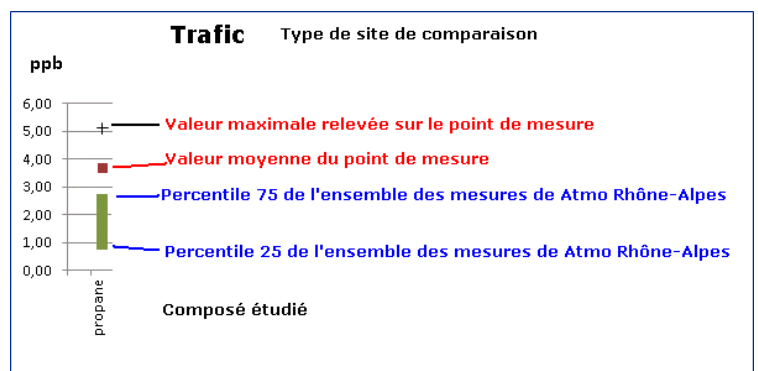 Trafic Type de site de comparaison
ppb
6,00
5,00
4,00
3,00
2,00
1,00
0,00
Valeur maximale relevée sur le point de mesure
Valeur moyenne du point de mesure
Percentile 75 de l'ensemble des mesures de Atmo Rhône-Alpes
Percentile 25 de l'ensemble des mesures de Atmo Rhône-Alpes
propane
Composé étudié